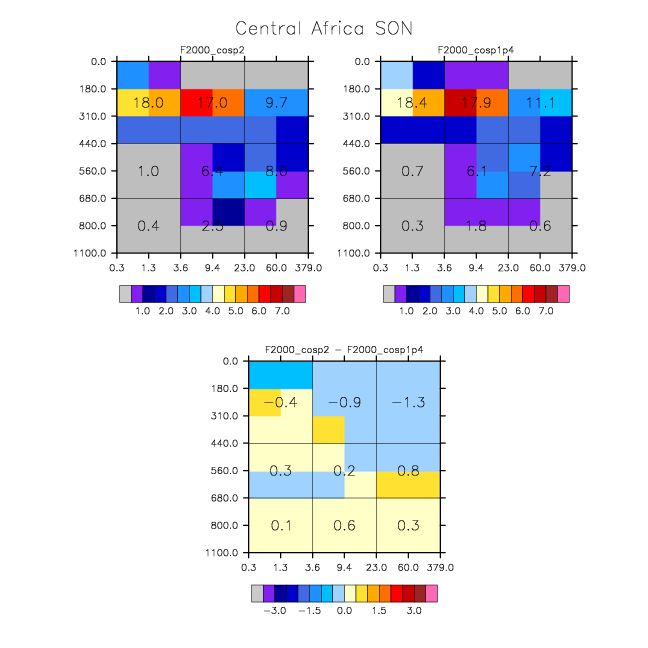 Central Africa SON
F2000_cosp2 F2000_cosp1p4
0.0 0.0
180.0 180.0
18.0 17.0 9.7 18.4 17.9 11.1
310.0 310.0
440.0 440.0
560.0 1.0 6.4 8.0 560.0 0.7 6.1 7.2
680.0 680.0
800.0 0.4 2.5 0.9 800.0 0.3 1.8 0.6
1100.0 1100.0
0.3 1.3 3.6 9.4 23.0 60.0 379.0 0.3 1.3 3.6 9.4 23.0 60.0 379.0
1.0 2.0 3.0 4.0 5.0 6.0 7.0 1.0 2.0 3.0 4.0 5.0 6.0 7.0
F2000_cosp2 − F2000_cosp1p4
0.0
180.0
−0.4 −0.9 −1.3
310.0
440.0
560.0 0.3 0.2 0.8
680.0
800.0 0.1 0.6 0.3
1100.0
0.3 1.3 3.6 9.4 23.0 60.0 379.0
−3.0 −1.5 0.0 1.5 3.0